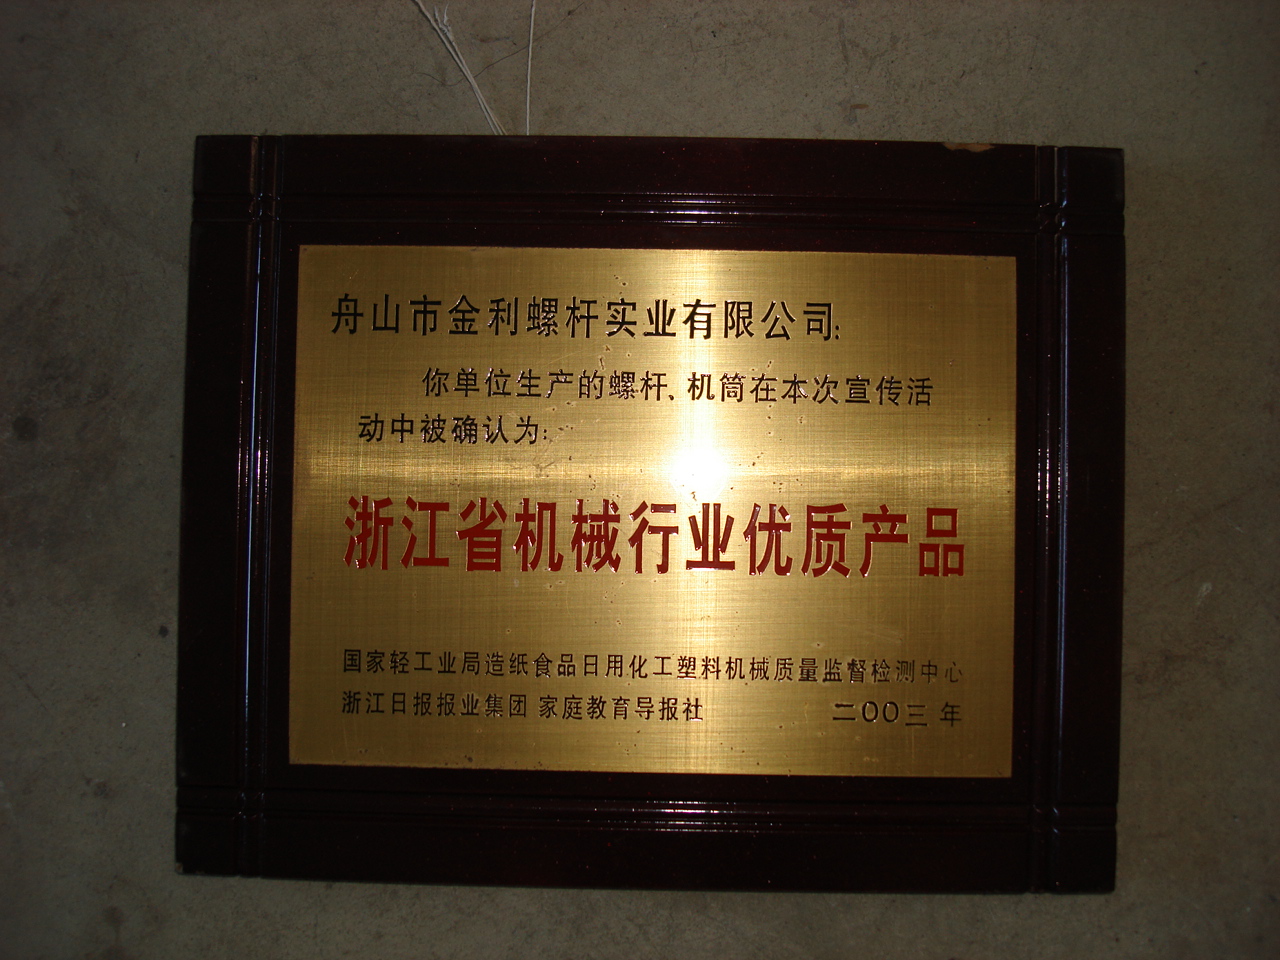 舟山市金利螺杆实业有限公司:
你单位生产的螺杆、机筒在本次宣传活
动中被确认为:
浙江省机械行业优质产品
国家轻工业局造纸食品日用化工塑料机械质量监督检测中心
浙江日报报业集团 家庭教育导报社 二〇〇三年